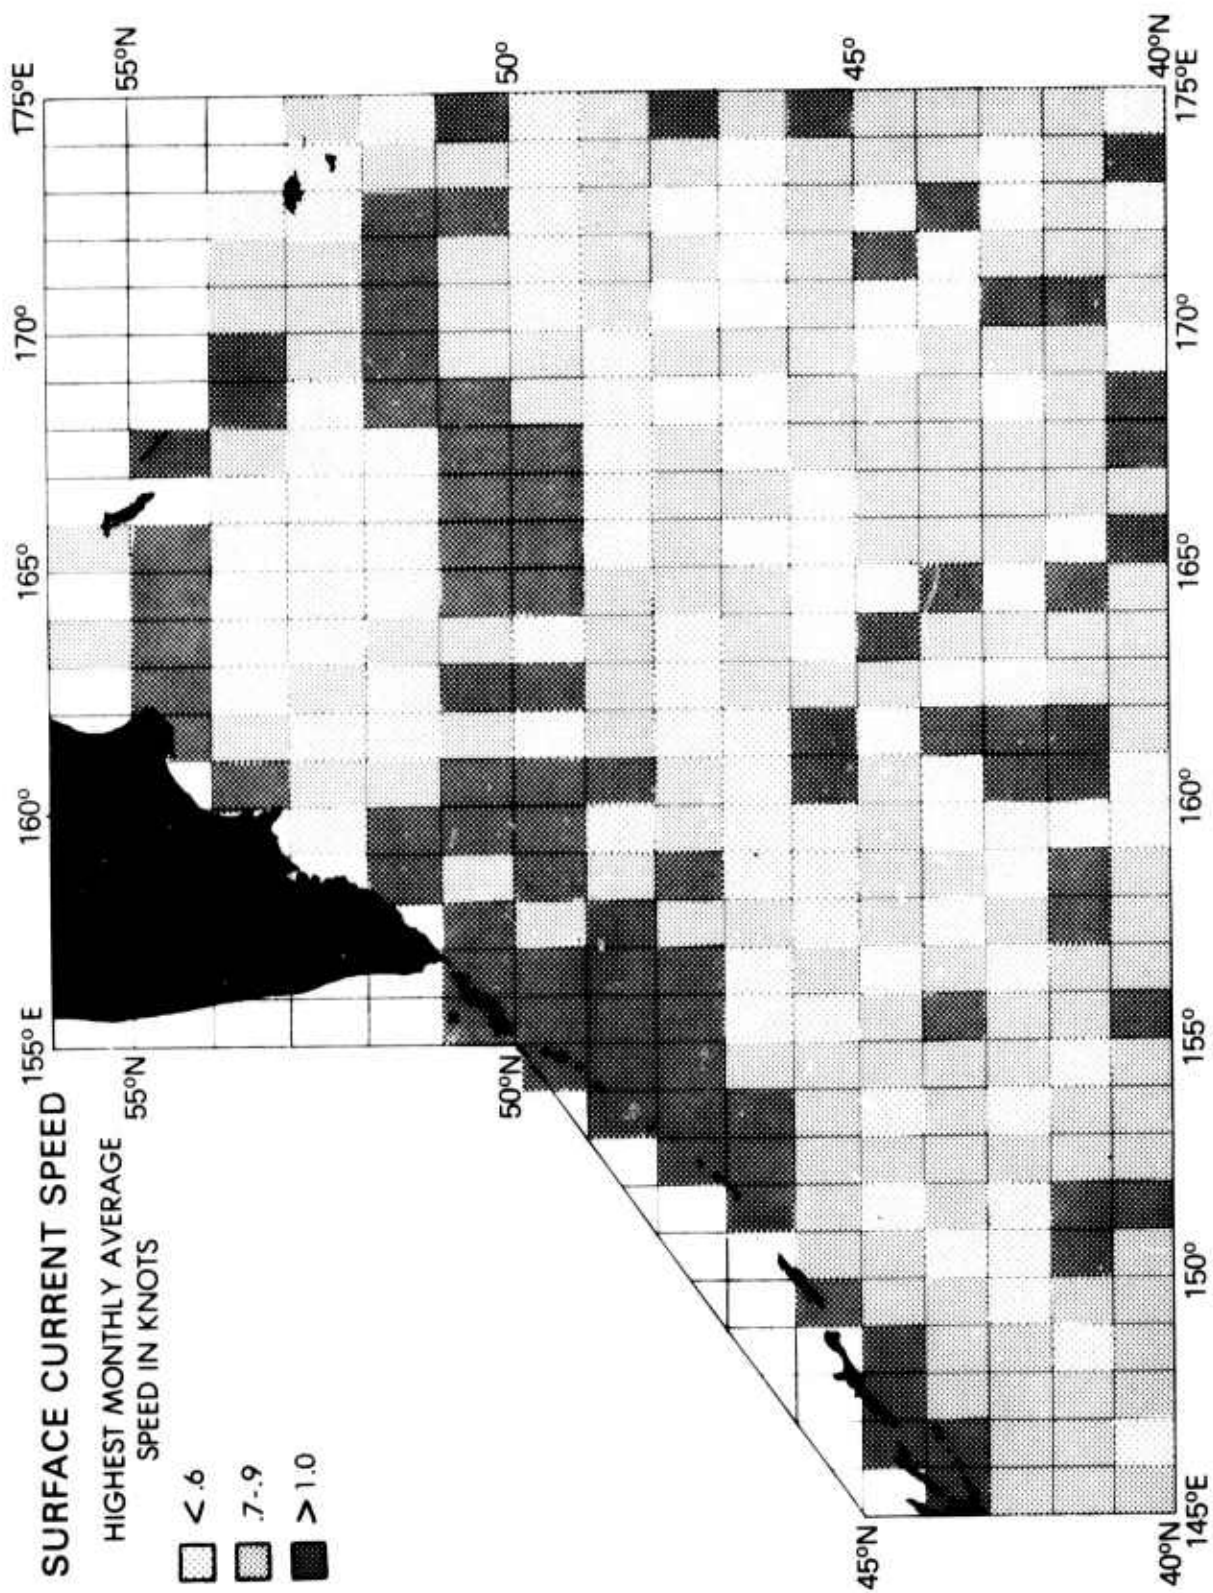 SURFACE CURRENT SPEED
HIGHEST MONTHLY AVERAGE
SPEED IN KNOTS
< .6
.7-.9
> 1.0
155° E
160°
165°
170°
175°E
55°N
55°N
50°N
50°
45°N
45°
40°N
40°N
145°E
150°
155°
160°
165°
170°
175°E